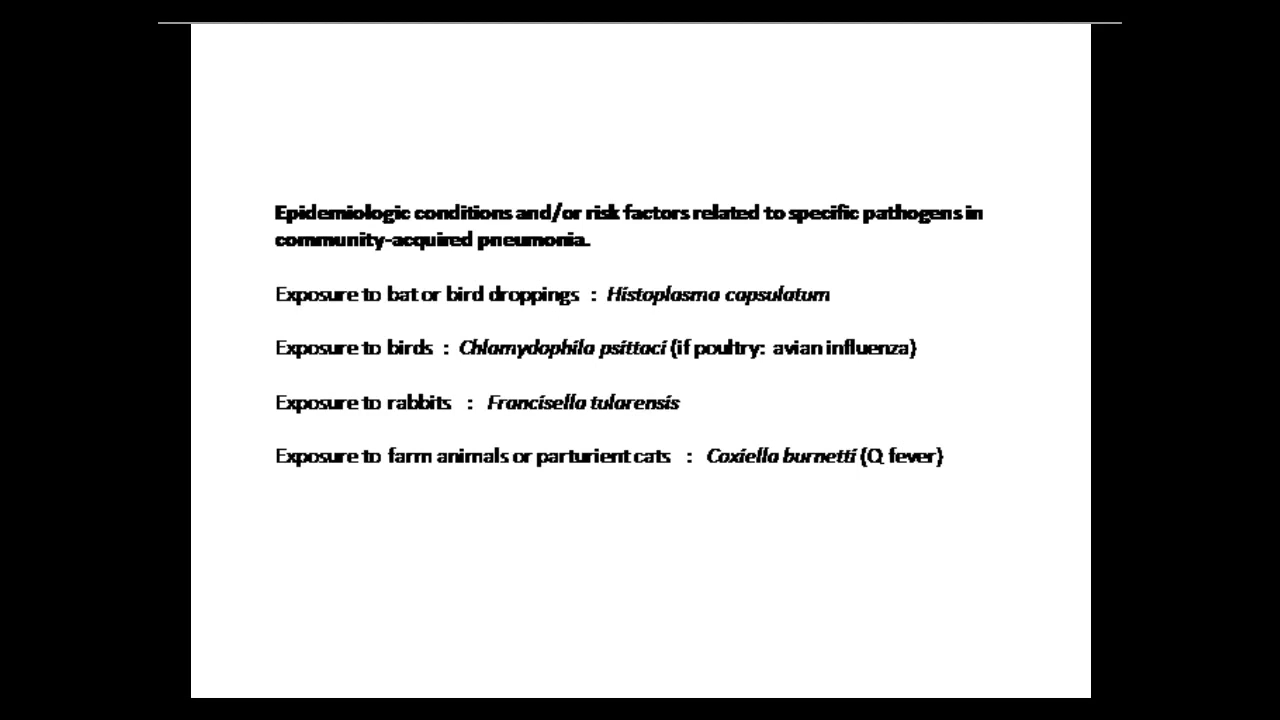 Epidemiologic conditions and/or risk factors related to specific pathogens in
community-acquired pneumonia.
Exposure to bat or bird droppings : Histoplasma capsulatum
Exposure to birds : Chlamydophila psittaci (if poultry: avian influenza)
Exposure to rabbits : Francisella tularensis
Exposure to farm animals or parturient cats : Coxiella burnetti (Q fever)